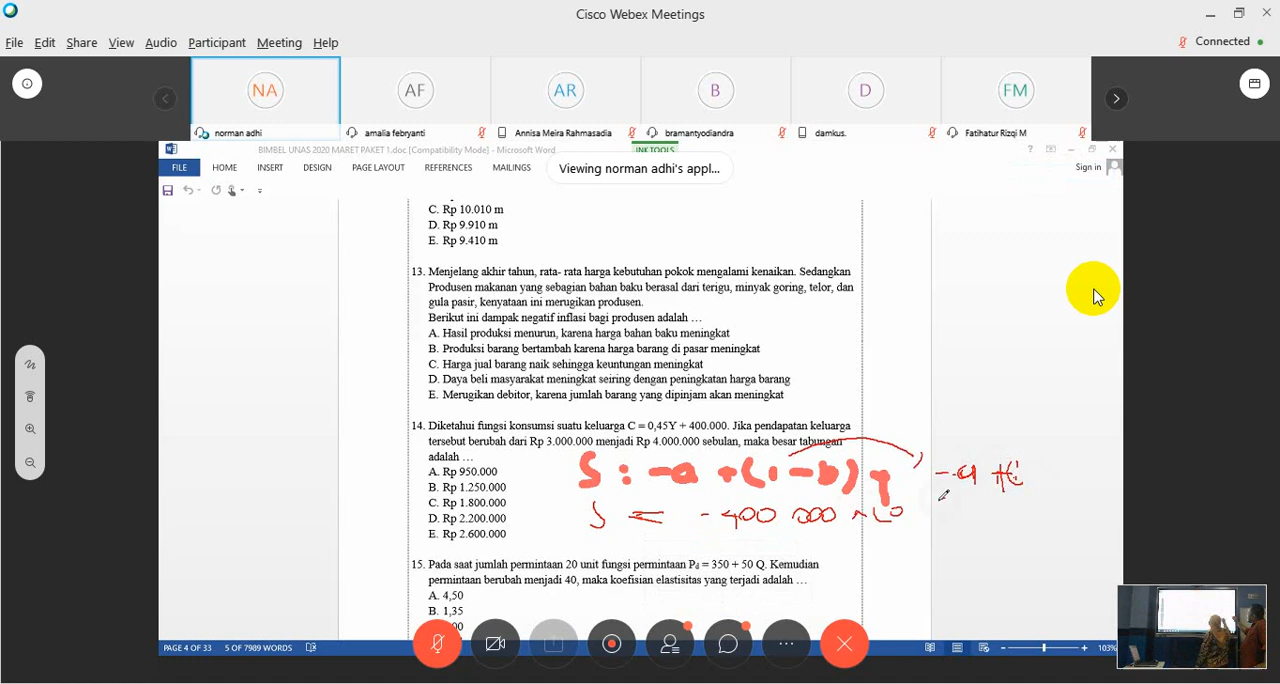 Cisco Webex Meetings
File Edit Share View Audio Participant Meeting Help
Connected
NA AF AR B D FM
norman adhi amalia febryanti Annisa Meira Rahmasadia bramantyodiandra damkus. Fatihatur Rizqi M
BIMBEL UNAS 2020 MARET PAKET 1.doc [Compatibility Mode] - Microsoft Word
INK TOOLS
FILE HOME INSERT DESIGN PAGE LAYOUT REFERENCES MAILINGS
Viewing norman adhi's appl...
Sign in
C. Rp 10.010 m
D. Rp 9.910 m
E. Rp 9.410 m
13. Menjelang akhir tahun, rata- rata harga kebutuhan pokok mengalami kenaikan. Sedangkan
Produsen makanan yang sebagian bahan baku berasal dari terigu, minyak goring, telor, dan
gula pasir, kenyataan ini merugikan produsen.
Berikut ini dampak negatif inflasi bagi produsen adalah …
A. Hasil produksi menurun, karena harga bahan baku meningkat
B. Produksi barang bertambah karena harga barang di pasar meningkat
C. Harga jual barang naik sehingga keuntungan meningkat
D. Daya beli masyarakat meningkat seiring dengan peningkatan harga barang
E. Merugikan debitor, karena jumlah barang yang dipinjam akan meningkat
14. Diketahui fungsi konsumsi suatu keluarga C = 0,45Y + 400.000. Jika pendapatan keluarga
tersebut berubah dari Rp 3.000.000 menjadi Rp 4.000.000 sebulan, maka besar tabungan
adalah …
A. Rp 950.000
B. Rp 1.250.000
C. Rp 1.800.000
D. Rp 2.200.000
E. Rp 2.600.000
S : -a + (1 - b) Y
S = - 400 000
15. Pada saat jumlah permintaan 20 unit fungsi permintaan Pd = 350 + 50 Q. Kemudian
permintaan berubah menjadi 40, maka koefisien elastisitas yang terjadi adalah …
A. 4,50
B. 1,35
PAGE 4 OF 33 5 OF 7989 WORDS
103%